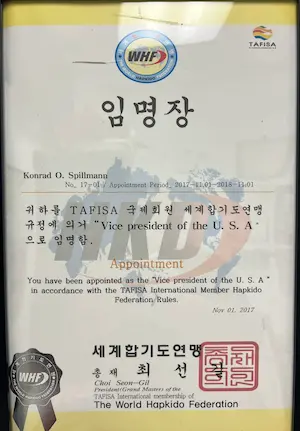 WHF
TAFISA
임명장
Konrad O. Spillmann
No. 17-01 / Appointment Period. 2017-11.01-2018-11.01
귀하를 TAFISA 국제회원 세계합기도연맹
규정에 의거 "Vice president of the U. S. A"
으로 임명함.
Appointment
You have been appointed as the "Vice president of the U. S. A"
in accordance with the TAFISA International Member Hapkido
Federation Rules.
Nov 01. 2017
세계합기도연맹
총 재 최 선 길
Choi Seon-Gil
President/Grand Masters of the
TAFISA International membership of
The World Hapkido Federation
WHF